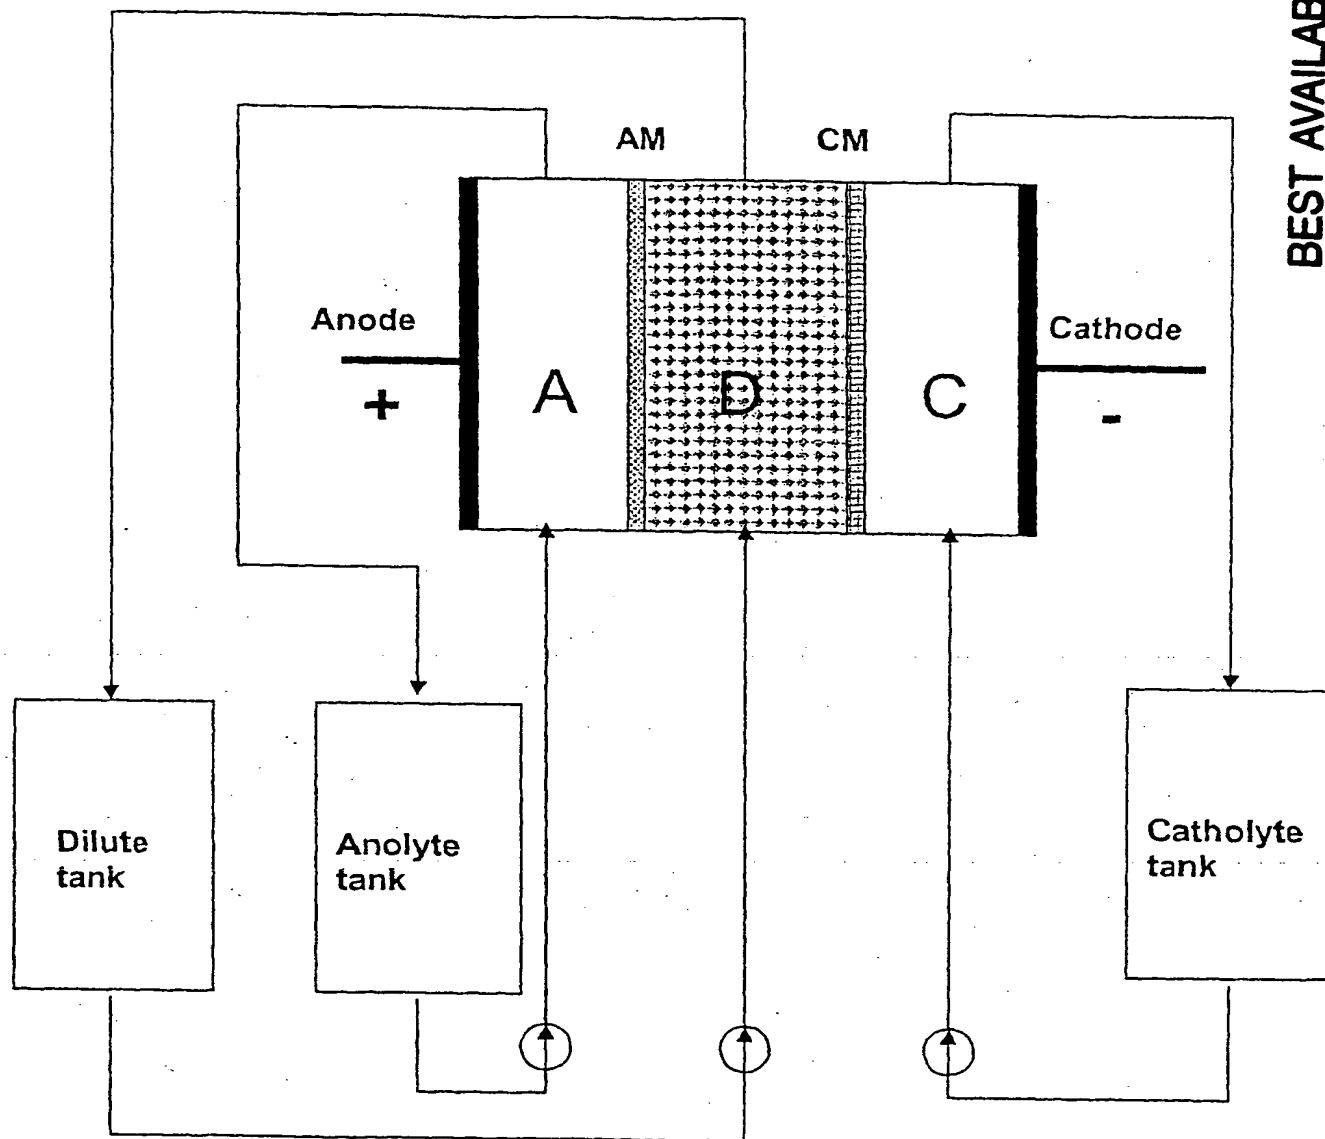 BEST AVAILAB
AM
CM
Anode
+
Cathode
-
A
D
C
Dilute
tank
Anolyte
tank
Catholyte
tank